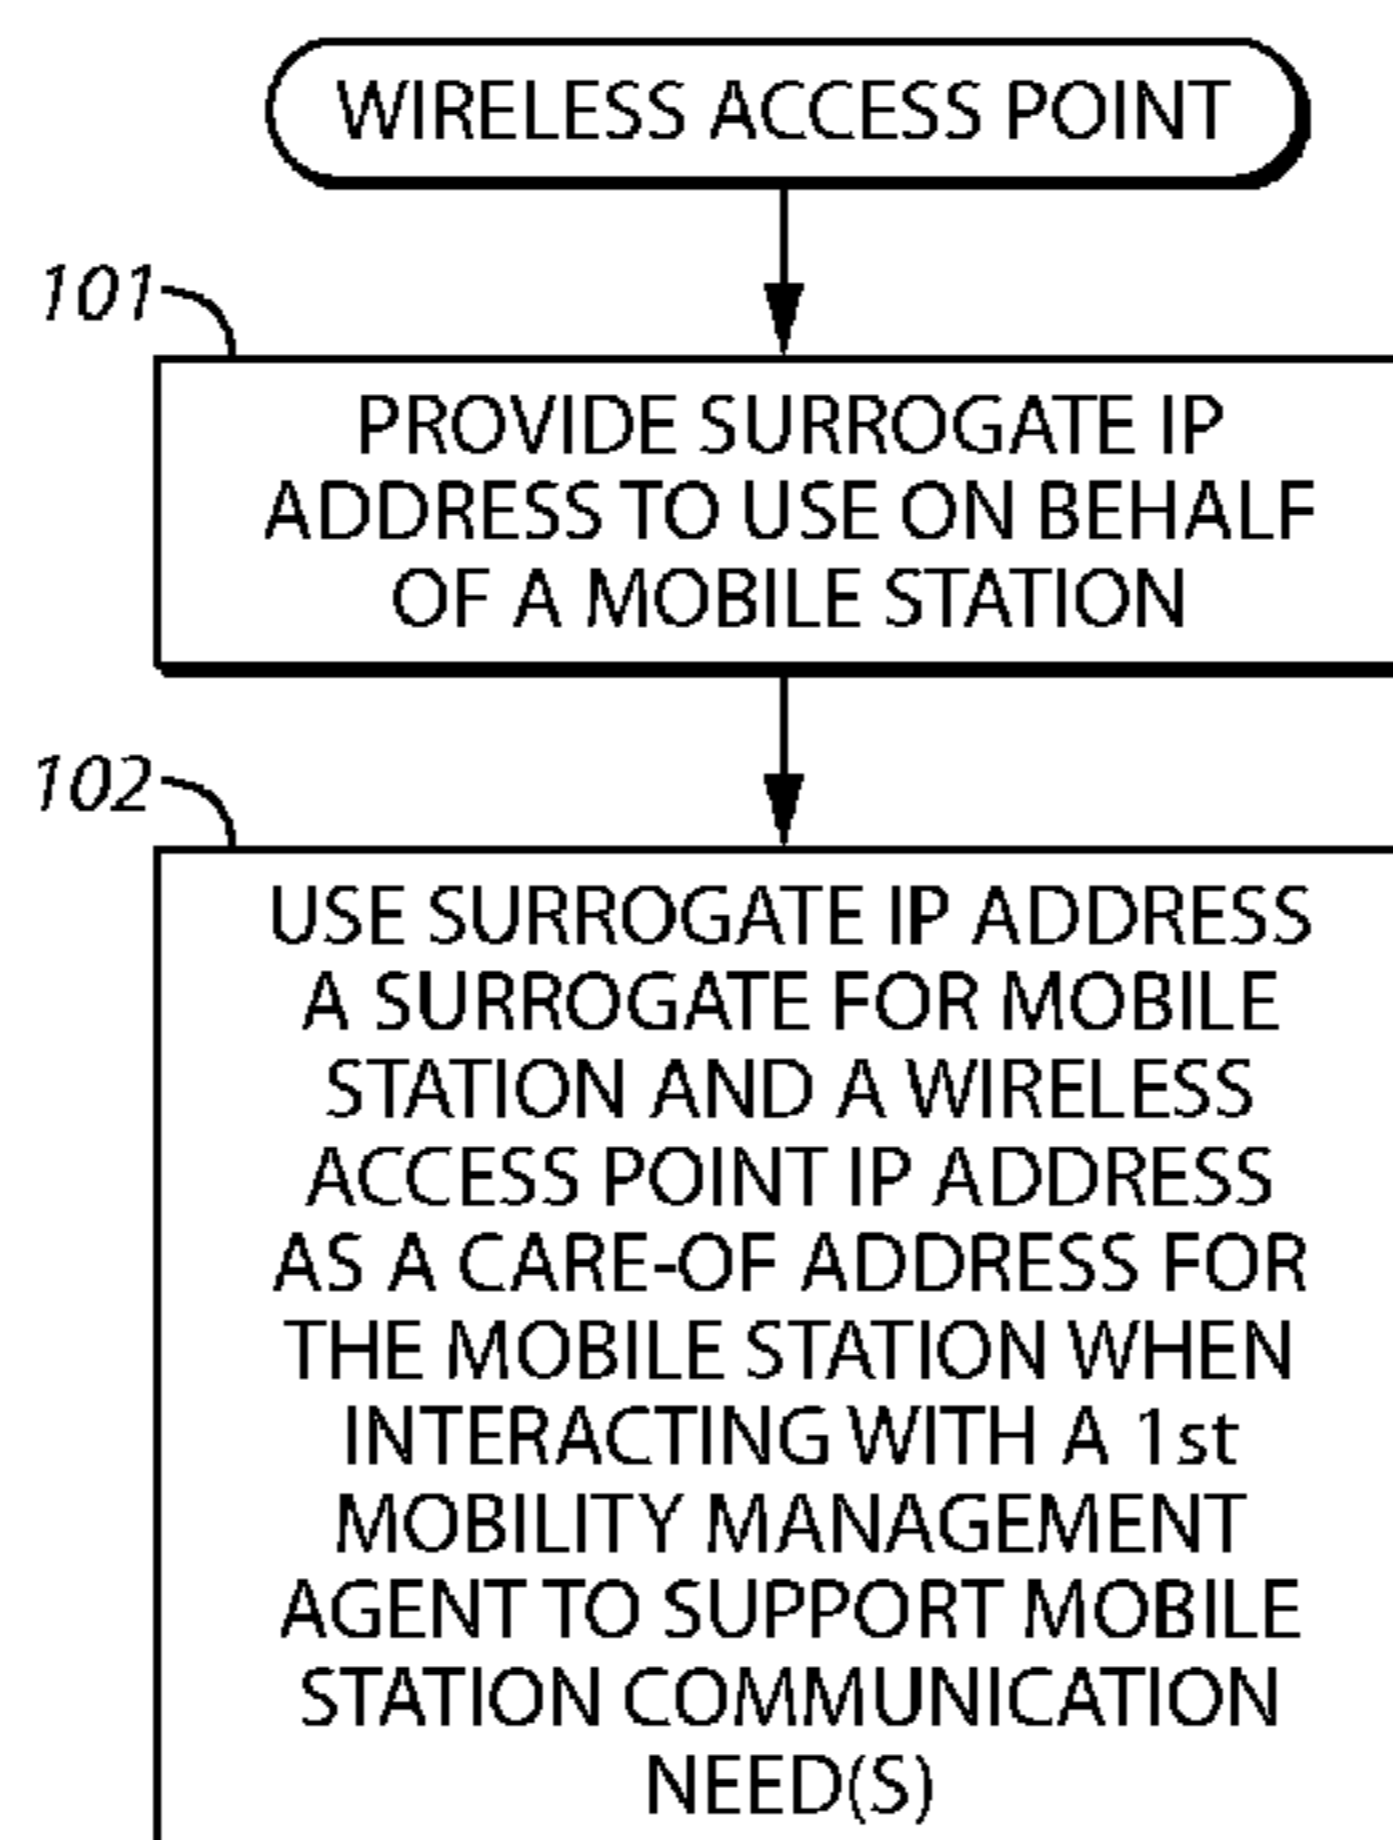 WIRELESS ACCESS POINT
101
PROVIDE SURROGATE IP
ADDRESS TO USE ON BEHALF
OF A MOBILE STATION
102
USE SURROGATE IP ADDRESS
A SURROGATE FOR MOBILE
STATION AND A WIRELESS
ACCESS POINT IP ADDRESS
AS A CARE-OF ADDRESS FOR
THE MOBILE STATION WHEN
INTERACTING WITH A 1st
MOBILITY MANAGEMENT
AGENT TO SUPPORT MOBILE
STATION COMMUNICATION
NEED(S)